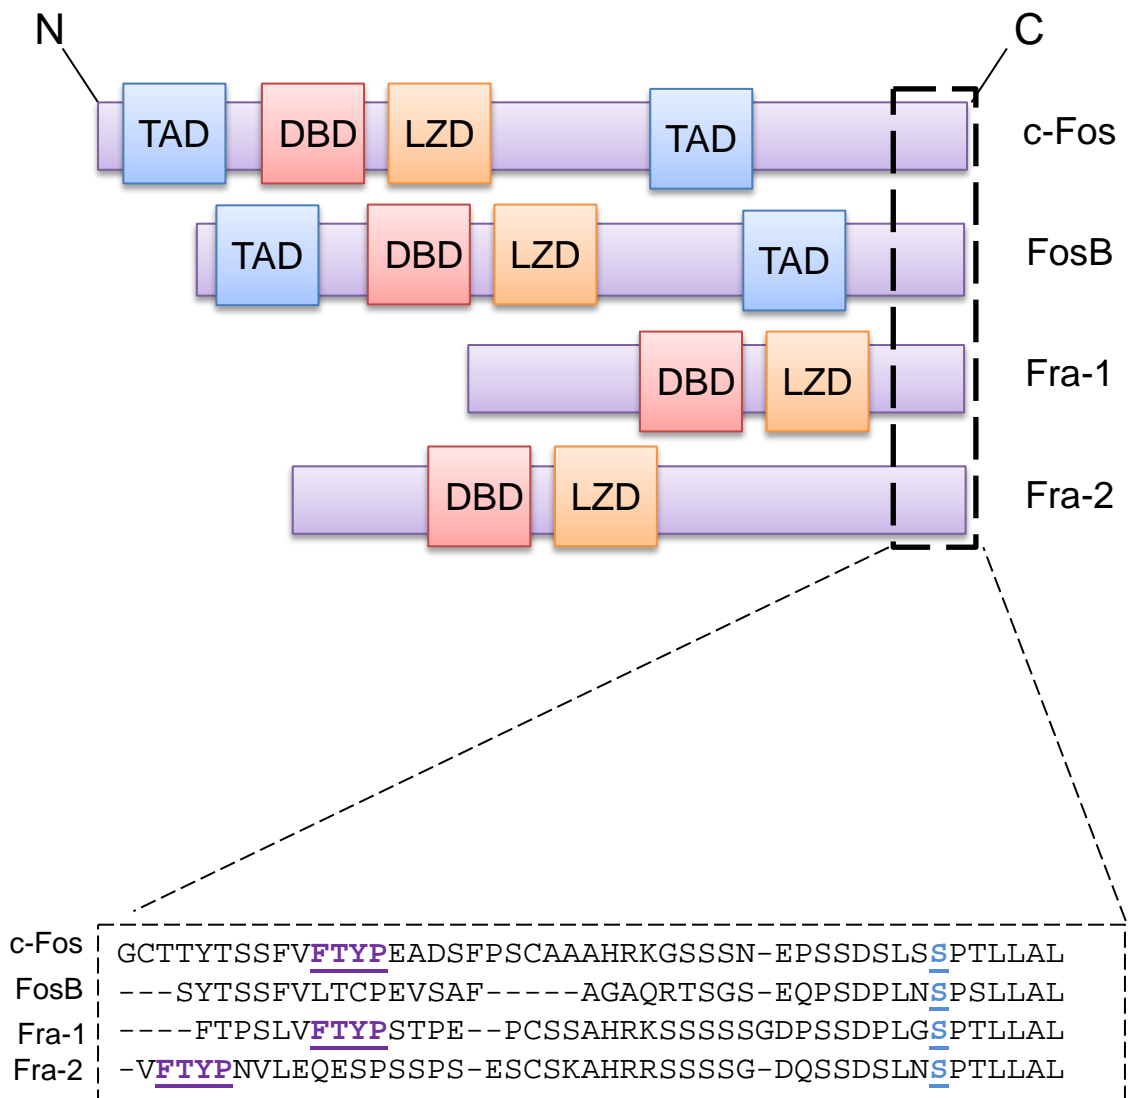 N C
TAD DBD LZD TAD c-Fos
TAD DBD LZD TAD FosB
DBD LZD Fra-1
DBD LZD Fra-2
c-Fos GCTTYTSSFVFTYPEADSFPSCAAAHRKGSSSN-EPSSDSLSSPTLLAL
FosB ---SYTSSFVLTCPEVSAF-----AGAQRTSGS-EQPSDPLNSPSLLAL
Fra-1 ----FTPSLVFTYPSTPE--PCSSAHRKSSSSSGDPSSDPLGSPTLLAL
Fra-2 -VFTYPNVLEQESPSSPS-ESCSKAHRRSSSSG-DQSSDSLNSPTLLAL